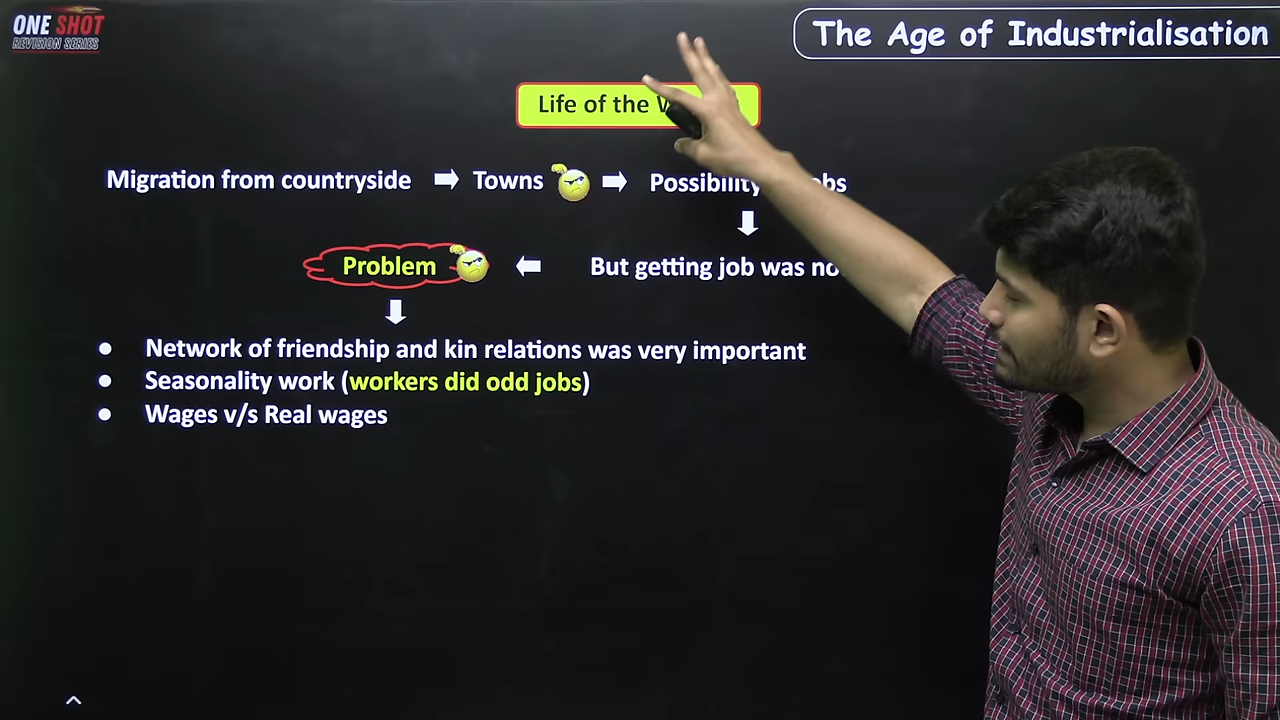 ONE SHOT
REVISION SERIES
The Age of Industrialisation
Life of the
Migration from countryside ➡ Towns ➡ Possibility
But getting job was
Problem
● Network of friendship and kin relations was very important
● Seasonality work (workers did odd jobs)
● Wages v/s Real wages